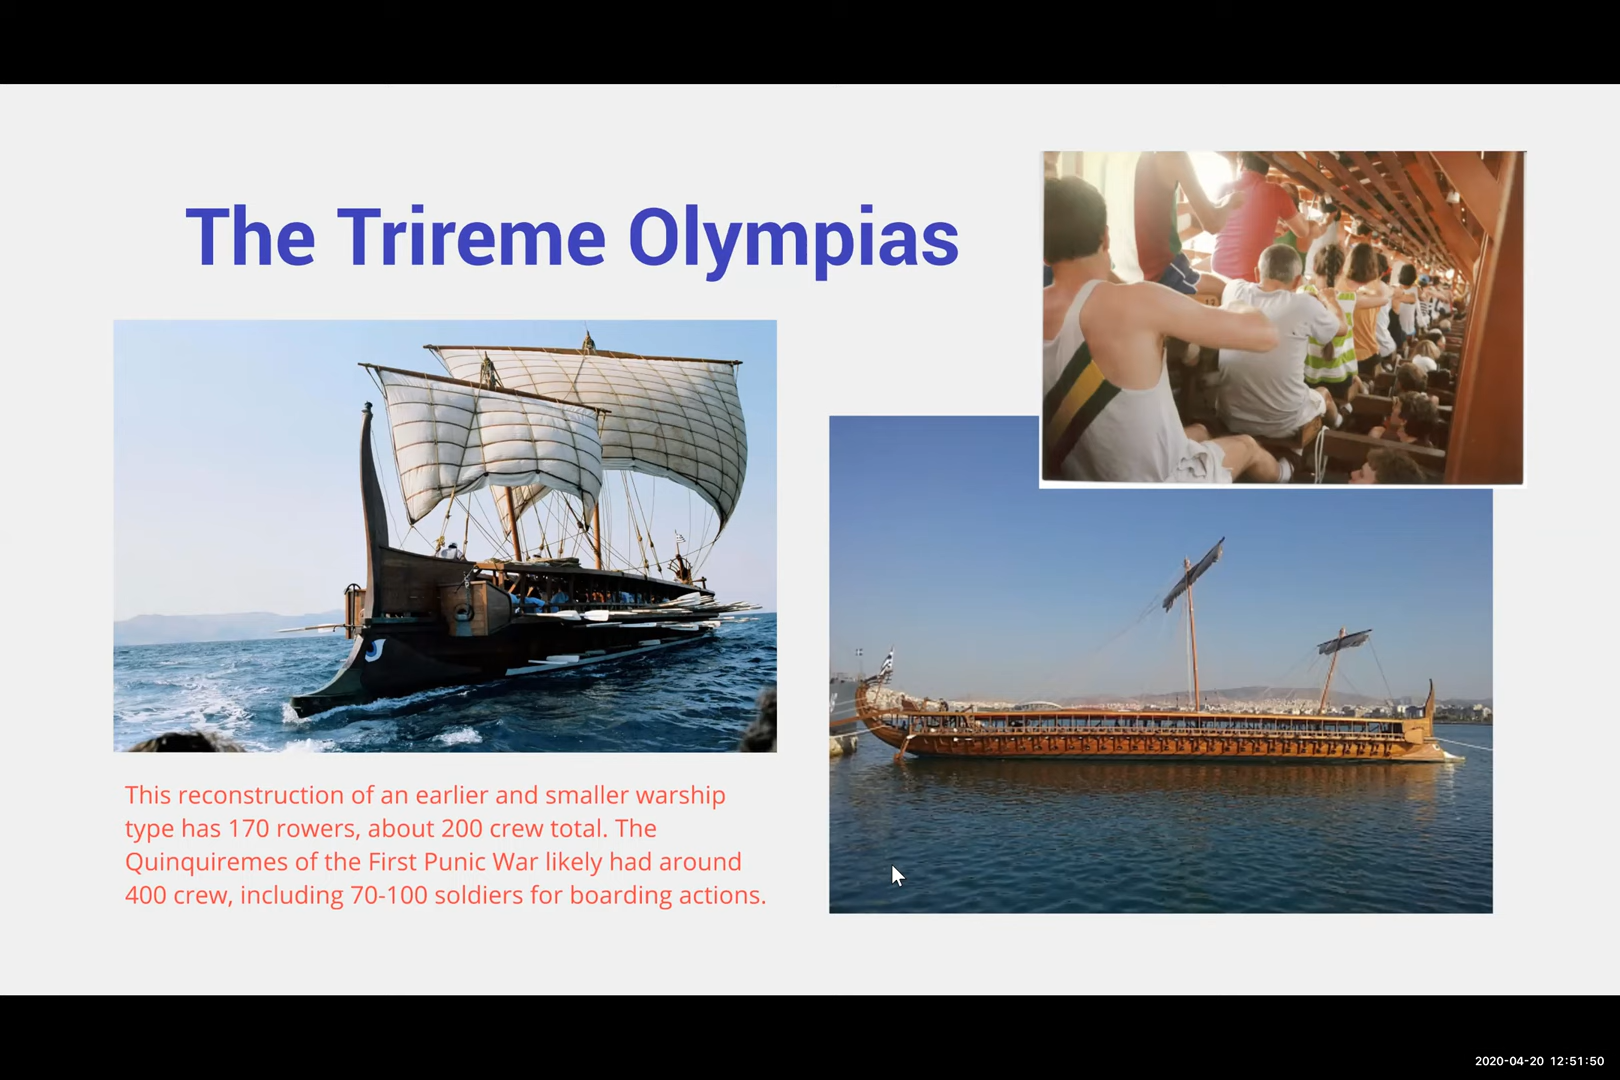 The Trireme Olympias
This reconstruction of an earlier and smaller warship
type has 170 rowers, about 200 crew total. The
Quinquiremes of the First Punic War likely had around
400 crew, including 70-100 soldiers for boarding actions.
2020-04-20 12:51:50